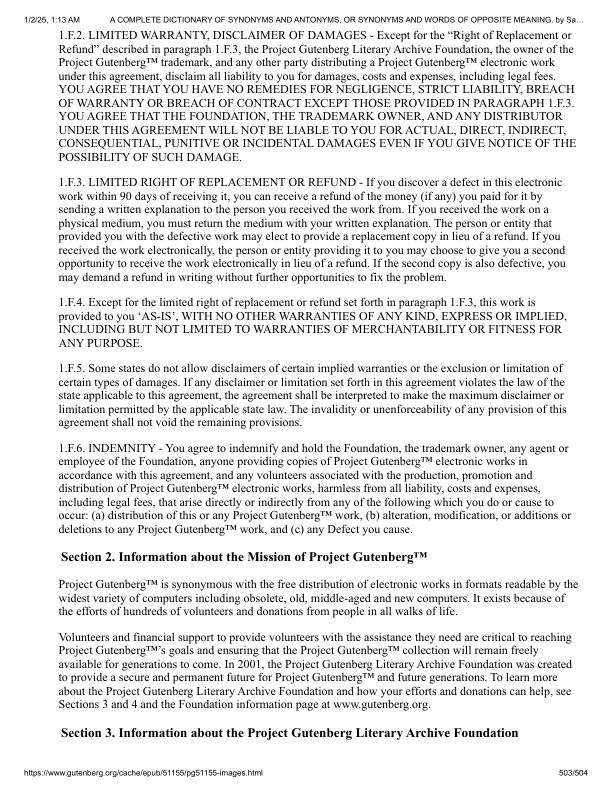 1/2/25, 1:13 AM A COMPLETE DICTIONARY OF SYNONYMS AND ANTONYMS, OR SYNONYMS AND WORDS OF OPPOSITE MEANING. by Sa…
1.F.2. LIMITED WARRANTY, DISCLAIMER OF DAMAGES - Except for the “Right of Replacement or
Refund” described in paragraph 1.F.3, the Project Gutenberg Literary Archive Foundation, the owner of the
Project Gutenberg™ trademark, and any other party distributing a Project Gutenberg™ electronic work
under this agreement, disclaim all liability to you for damages, costs and expenses, including legal fees.
YOU AGREE THAT YOU HAVE NO REMEDIES FOR NEGLIGENCE, STRICT LIABILITY, BREACH
OF WARRANTY OR BREACH OF CONTRACT EXCEPT THOSE PROVIDED IN PARAGRAPH 1.F.3.
YOU AGREE THAT THE FOUNDATION, THE TRADEMARK OWNER, AND ANY DISTRIBUTOR
UNDER THIS AGREEMENT WILL NOT BE LIABLE TO YOU FOR ACTUAL, DIRECT, INDIRECT,
CONSEQUENTIAL, PUNITIVE OR INCIDENTAL DAMAGES EVEN IF YOU GIVE NOTICE OF THE
POSSIBILITY OF SUCH DAMAGE.
1.F.3. LIMITED RIGHT OF REPLACEMENT OR REFUND - If you discover a defect in this electronic
work within 90 days of receiving it, you can receive a refund of the money (if any) you paid for it by
sending a written explanation to the person you received the work from. If you received the work on a
physical medium, you must return the medium with your written explanation. The person or entity that
provided you with the defective work may elect to provide a replacement copy in lieu of a refund. If you
received the work electronically, the person or entity providing it to you may choose to give you a second
opportunity to receive the work electronically in lieu of a refund. If the second copy is also defective, you
may demand a refund in writing without further opportunities to fix the problem.
1.F.4. Except for the limited right of replacement or refund set forth in paragraph 1.F.3, this work is
provided to you ‘AS-IS’, WITH NO OTHER WARRANTIES OF ANY KIND, EXPRESS OR IMPLIED,
INCLUDING BUT NOT LIMITED TO WARRANTIES OF MERCHANTABILITY OR FITNESS FOR
ANY PURPOSE.
1.F.5. Some states do not allow disclaimers of certain implied warranties or the exclusion or limitation of
certain types of damages. If any disclaimer or limitation set forth in this agreement violates the law of the
state applicable to this agreement, the agreement shall be interpreted to make the maximum disclaimer or
limitation permitted by the applicable state law. The invalidity or unenforceability of any provision of this
agreement shall not void the remaining provisions.
1.F.6. INDEMNITY - You agree to indemnify and hold the Foundation, the trademark owner, any agent or
employee of the Foundation, anyone providing copies of Project Gutenberg™ electronic works in
accordance with this agreement, and any volunteers associated with the production, promotion and
distribution of Project Gutenberg™ electronic works, harmless from all liability, costs and expenses,
including legal fees, that arise directly or indirectly from any of the following which you do or cause to
occur: (a) distribution of this or any Project Gutenberg™ work, (b) alteration, modification, or additions or
deletions to any Project Gutenberg™ work, and (c) any Defect you cause.
Section 2. Information about the Mission of Project Gutenberg™
Project Gutenberg™ is synonymous with the free distribution of electronic works in formats readable by the
widest variety of computers including obsolete, old, middle-aged and new computers. It exists because of
the efforts of hundreds of volunteers and donations from people in all walks of life.
Volunteers and financial support to provide volunteers with the assistance they need are critical to reaching
Project Gutenberg™’s goals and ensuring that the Project Gutenberg™ collection will remain freely
available for generations to come. In 2001, the Project Gutenberg Literary Archive Foundation was created
to provide a secure and permanent future for Project Gutenberg™ and future generations. To learn more
about the Project Gutenberg Literary Archive Foundation and how your efforts and donations can help, see
Sections 3 and 4 and the Foundation information page at www.gutenberg.org.
Section 3. Information about the Project Gutenberg Literary Archive Foundation
https://www.gutenberg.org/cache/epub/51155/pg51155-images.html 503/504